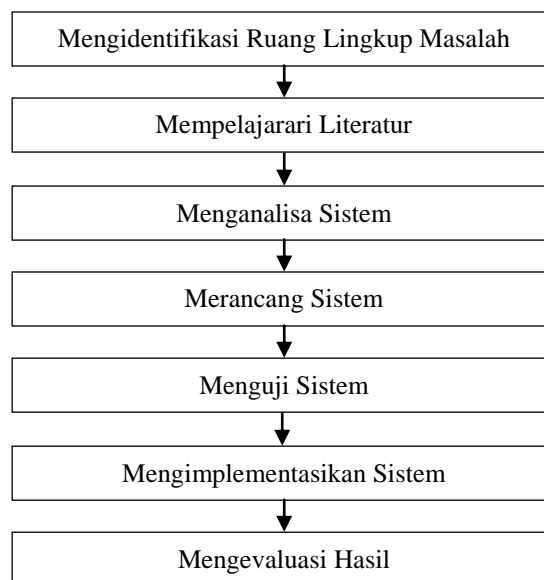 Mengidentifikasi Ruang Lingkup Masalah
Mempelajarari Literatur
Menganalisa Sistem
Merancang Sistem
Menguji Sistem
Mengimplementasikan Sistem
Mengevaluasi Hasil